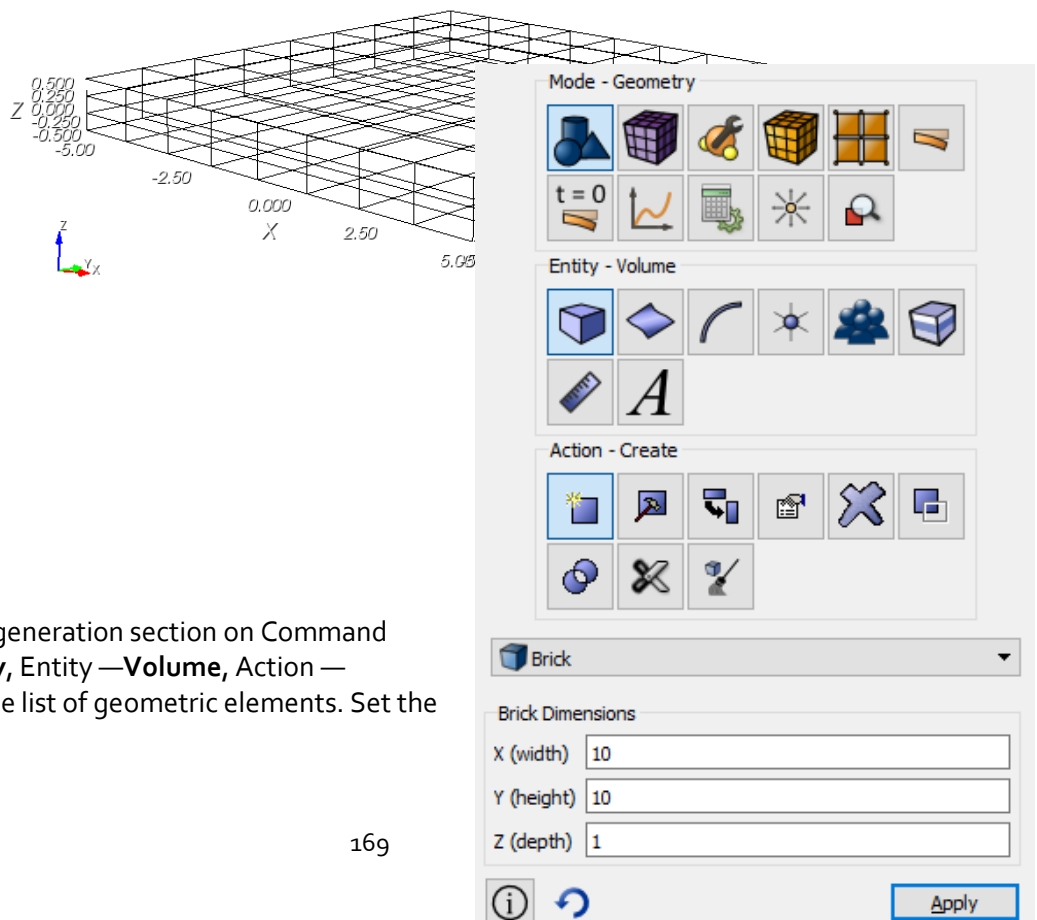 0.500
0.250
Z 0.000
-0.250
-0.500
-5.00
-2.50
0.000
X
2.50
Z
Y
X
Mode - Geometry
t = 0
Entity - Volume
A
Action - Create
generation section on Command
y, Entity —Volume, Action —
e list of geometric elements. Set the
169
Brick
Brick Dimensions
X (width) 10
Y (height) 10
Z (depth) 1
i
Apply